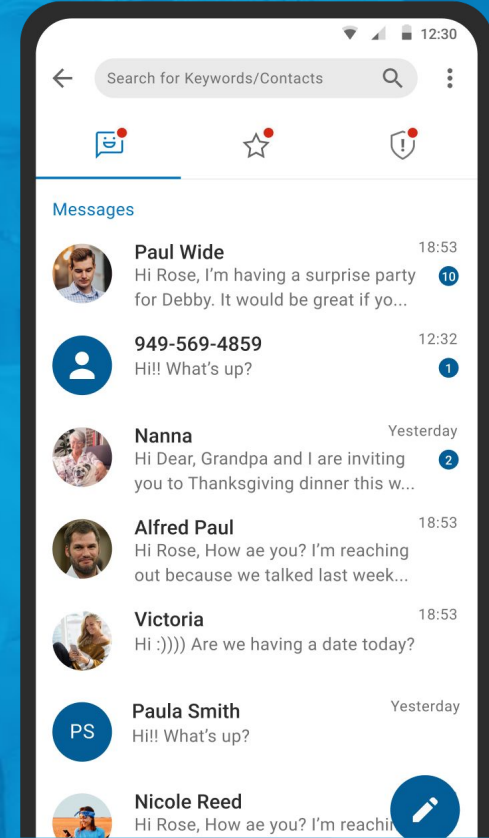 12:30
Search for Keywords/Contacts
Messages
Paul Wide
18:53
Hi Rose, I'm having a surprise party
10
for Debby. It would be great if yo...
949-569-4859
12:32
Hi!! What's up?
1
Nanna
Yesterday
Hi Dear, Grandpa and I are inviting
2
you to Thanksgiving dinner this w...
Alfred Paul
18:53
Hi Rose, How ae you? I'm reaching
out because we talked last week...
Victoria
18:53
Hi :)))) Are we having a date today?
PS
Paula Smith
Yesterday
Hi!! What's up?
Nicole Reed
Hi Rose, How ae you? I'm reachi